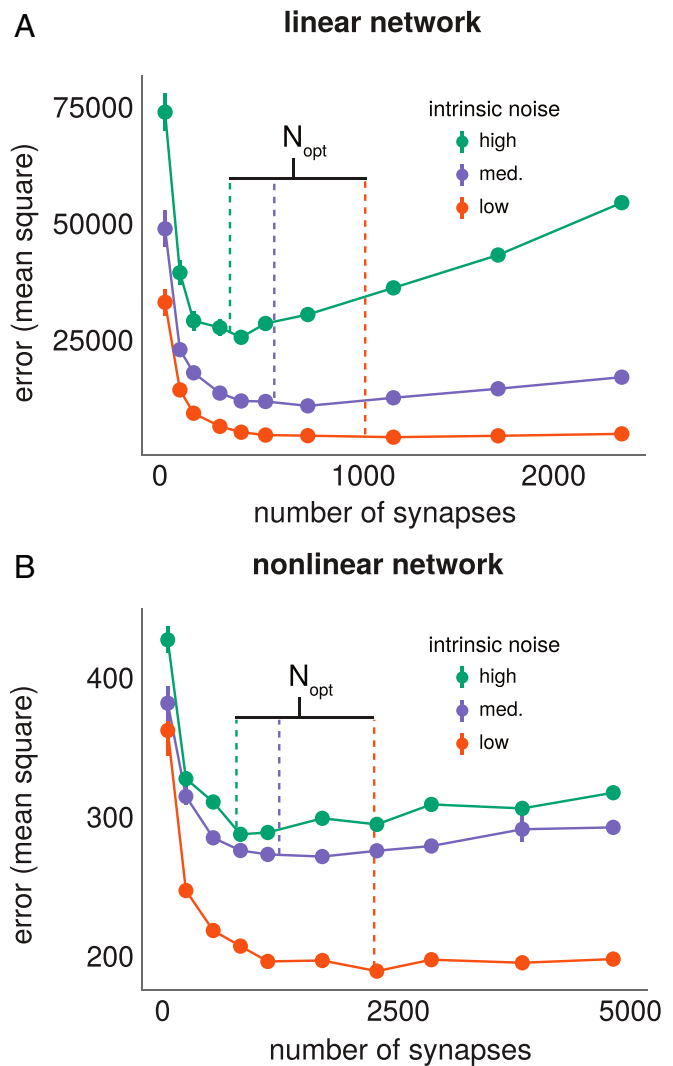 A
linear network
75000
50000
25000
error (mean square)
N opt
intrinsic noise
high
med.
low
0 1000 2000
number of synapses
B
nonlinear network
400
300
200
error (mean square)
N opt
intrinsic noise
high
med.
low
0 2500 5000
number of synapses